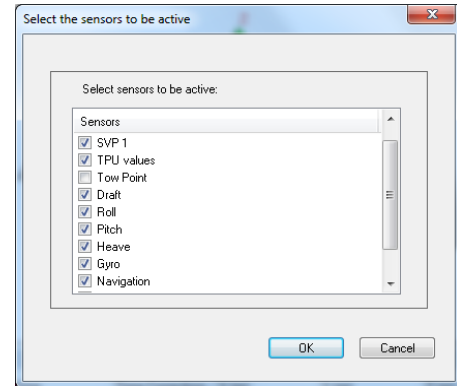 Select the sensors to be active
Select sensors to be active:
Sensors
SVP 1
TPU values
Tow Point
Draft
Roll
Pitch
Heave
Gyro
Navigation
OK Cancel